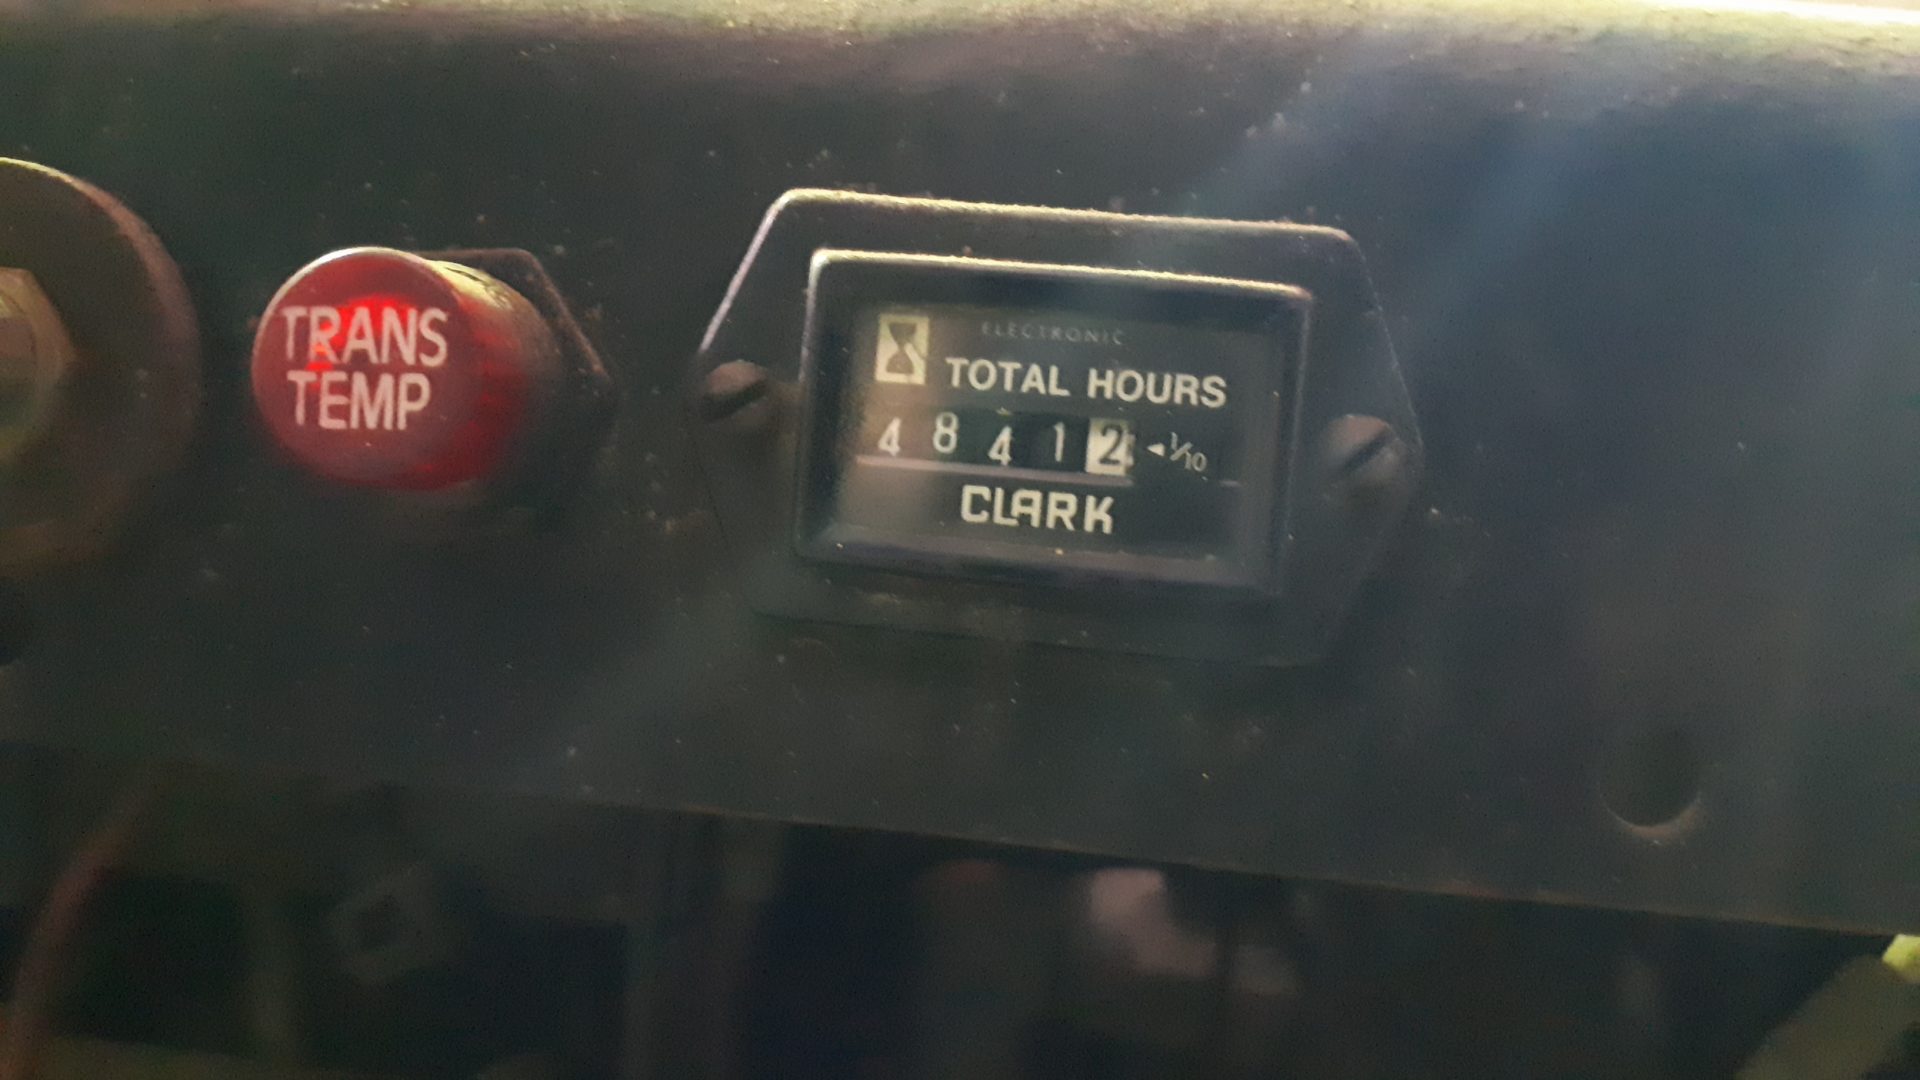 TRANS
TEMP
ELECTRONIC
TOTAL HOURS
4 8 4 1 2 ◄1/10
CLARK